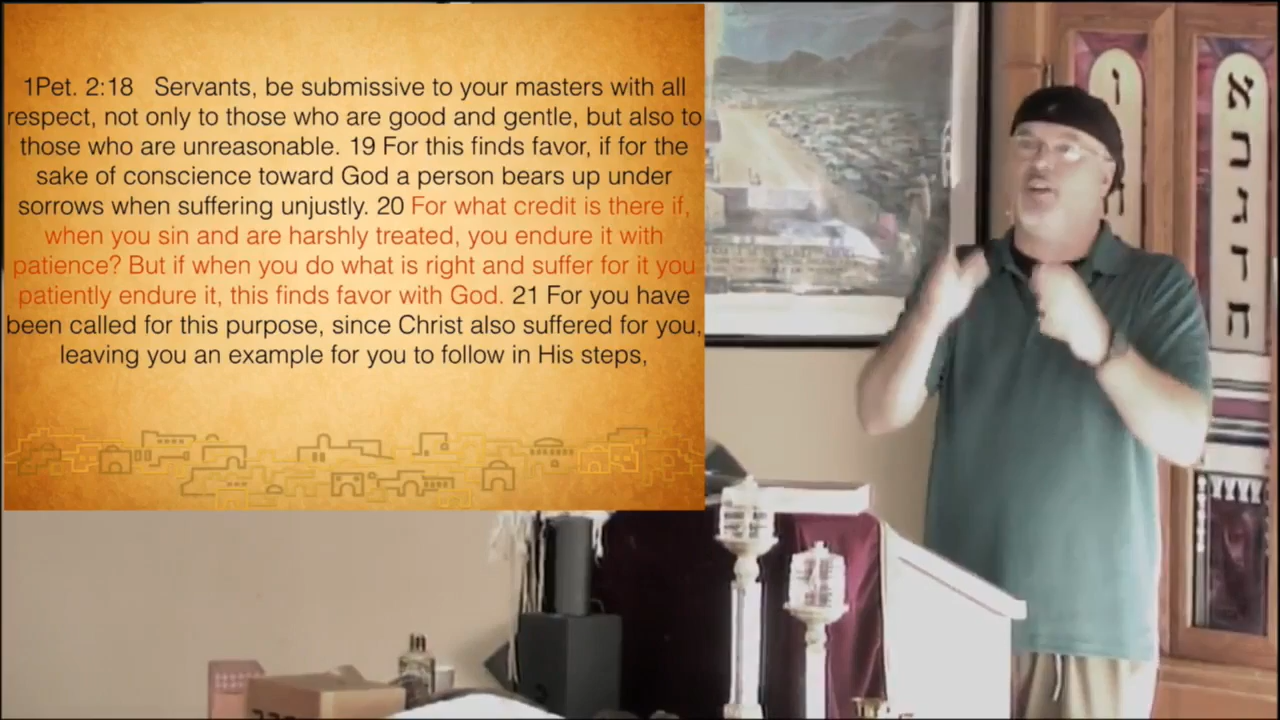 1Pet. 2:18 Servants, be submissive to your masters with all
respect, not only to those who are good and gentle, but also to
those who are unreasonable. 19 For this finds favor, if for the
sake of conscience toward God a person bears up under
sorrows when suffering unjustly. 20 For what credit is there if,
when you sin and are harshly treated, you endure it with
patience? But if when you do what is right and suffer for it you
patiently endure it, this finds favor with God. 21 For you have
been called for this purpose, since Christ also suffered for you,
leaving you an example for you to follow in His steps,
א
ב
ג
ד
ה
ו